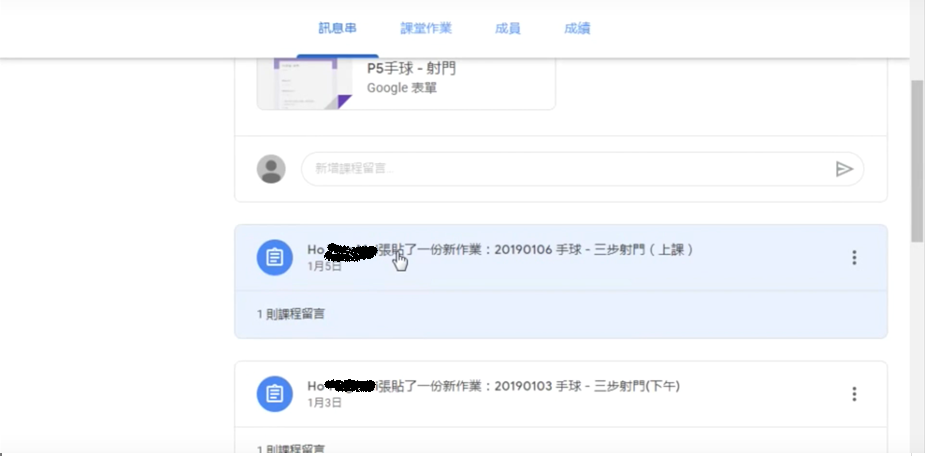 訊息串 課堂作業 成員 成績
P5手球 - 射門
Google 表單
新增課程留言...
Ho 張貼了一份新作業：20190106 手球 - 三步射門（上課）
1月5日
1 則課程留言
Ho 張貼了一份新作業：20190103 手球 - 三步射門(下午)
1月3日
1 則課程留言